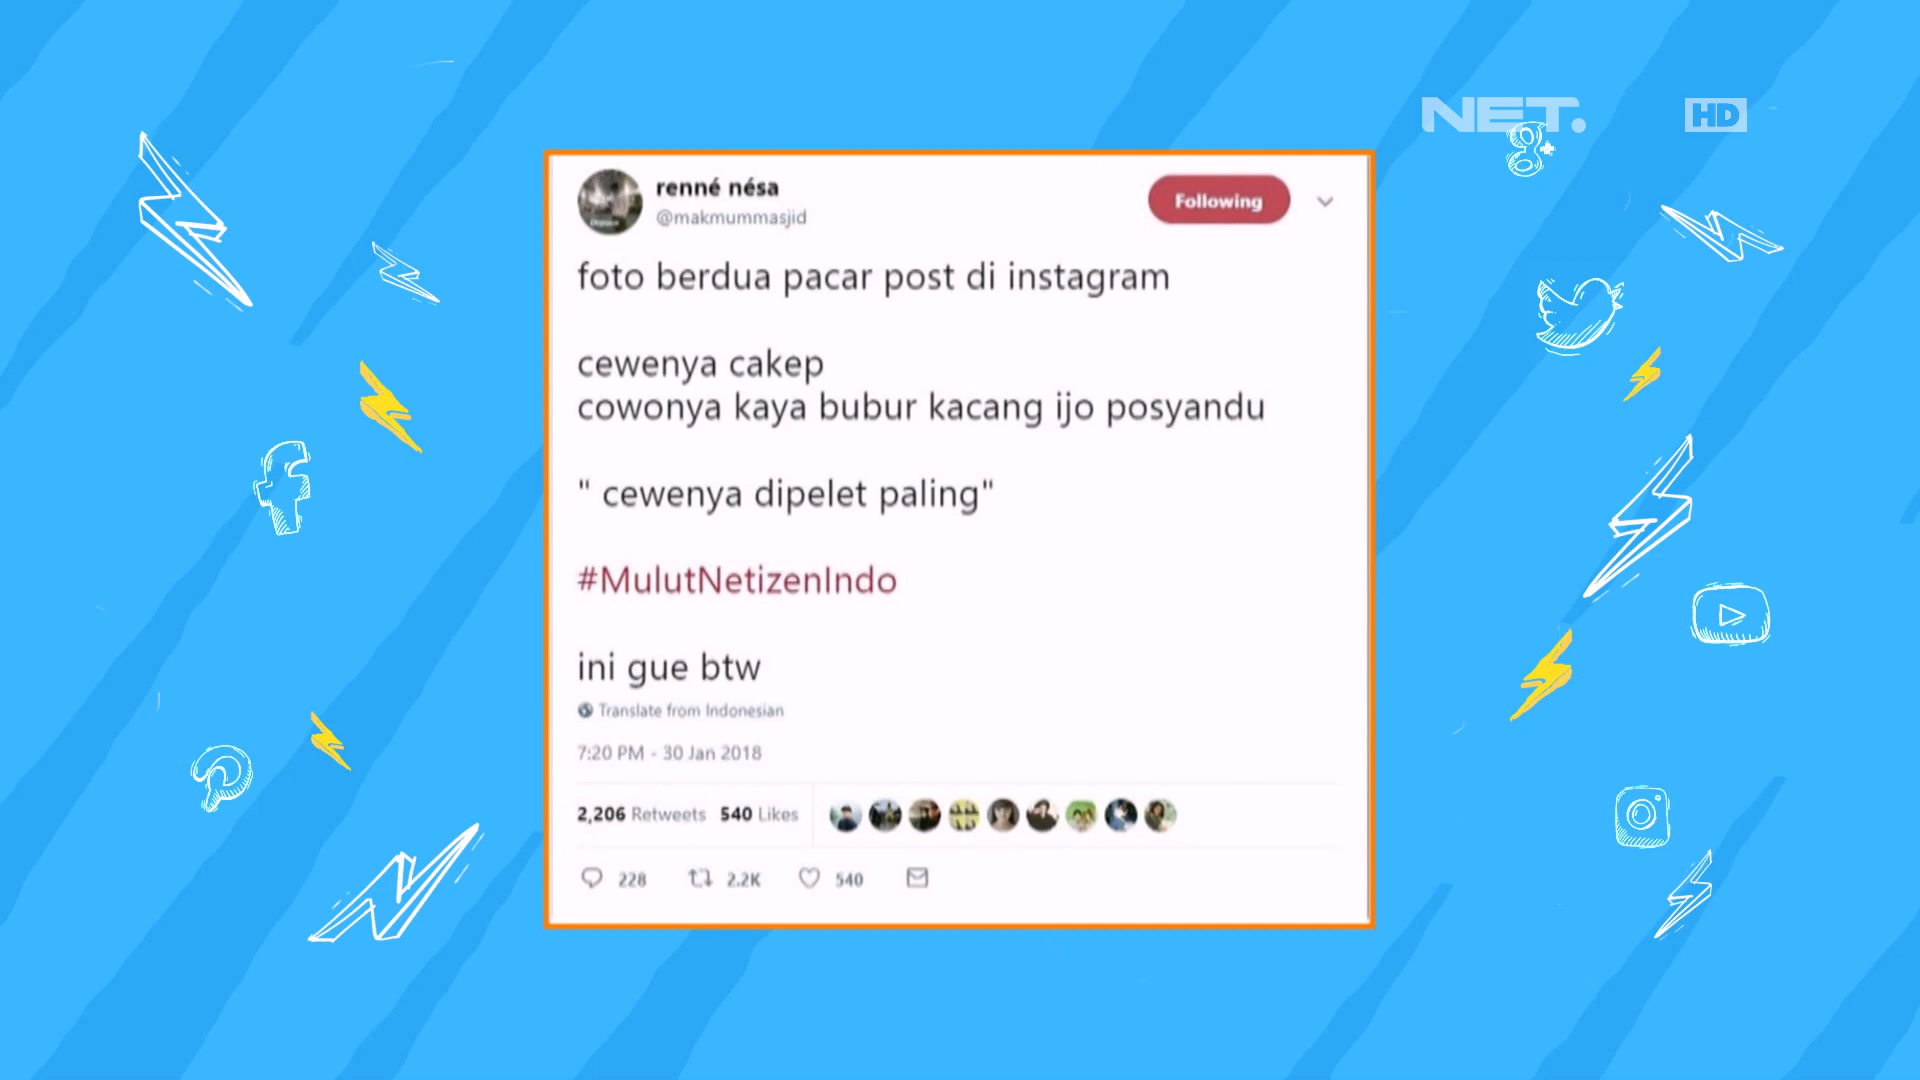 NET. HD
renné nésa
@makmummasjid
Following
foto berdua pacar post di instagram
cewenya cakep
cowonya kaya bubur kacang ijo posyandu
" cewenya dipelet paling"
#MulutNetizenIndo
ini gue btw
Translate from Indonesian
7:20 PM - 30 Jan 2018
2,206 Retweets 540 Likes
228 2.2K 540